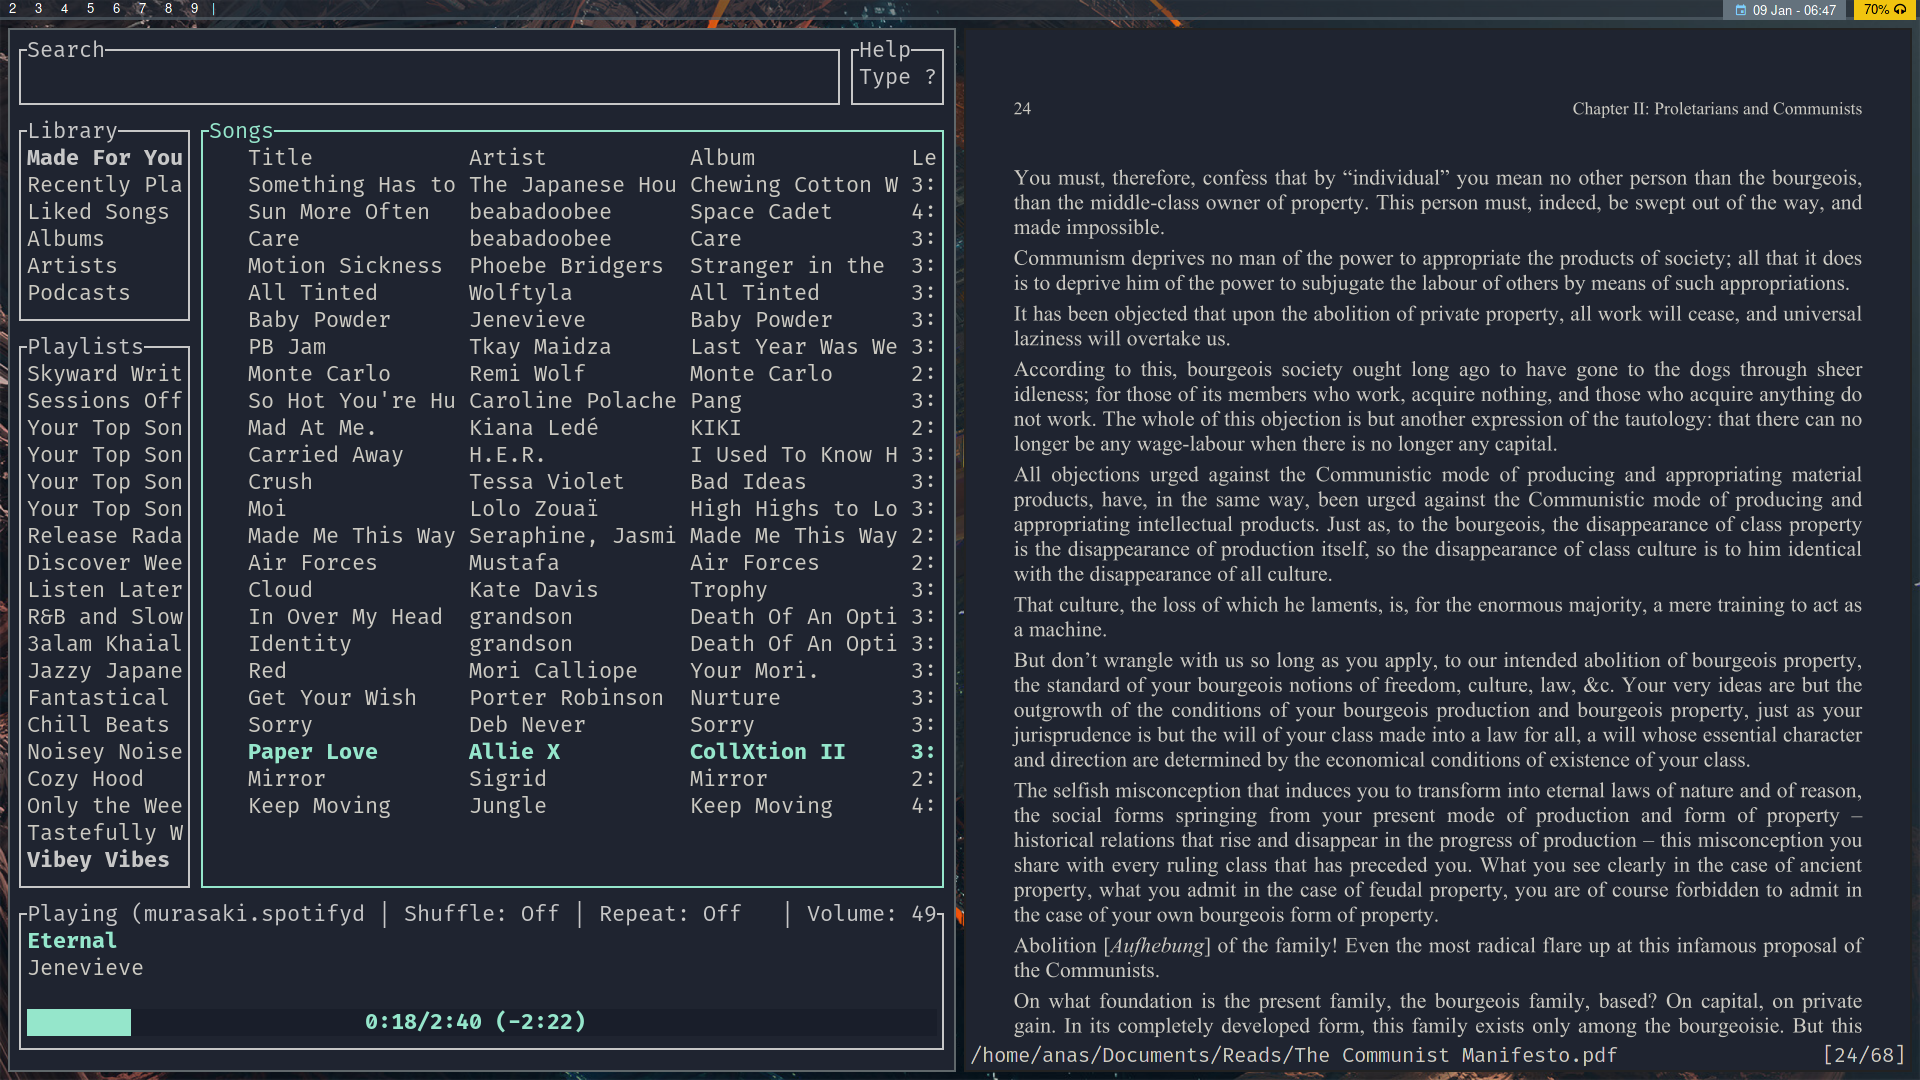 2 3 4 5 6 7 8 9 |
09 Jan - 06:47
70%
Search
Help
Type ?
Library
Made For You
Recently Pla
Liked Songs
Albums
Artists
Podcasts
Playlists
Skyward Writ
Sessions Off
Your Top Son
Your Top Son
Your Top Son
Your Top Son
Release Rada
Discover Wee
Listen Later
R&B and Slow
3alam Khaial
Jazzy Japane
Fantastical
Chill Beats
Noisey Noise
Cozy Hood
Only the Wee
Tastefully W
Vibey Vibes
Songs
Title Artist Album Le
Something Has to The Japanese Hou Chewing Cotton W 3:
Sun More Often beabadoobee Space Cadet 4:
Care beabadoobee Care 3:
Motion Sickness Phoebe Bridgers Stranger in the 3:
All Tinted Wolftyla All Tinted 3:
Baby Powder Jenevieve Baby Powder 3:
PB Jam Tkay Maidza Last Year Was We 3:
Monte Carlo Remi Wolf Monte Carlo 2:
So Hot You're Hu Caroline Polache Pang 3:
Mad At Me. Kiana Ledé KIKI 2:
Carried Away H.E.R. I Used To Know H 3:
Crush Tessa Violet Bad Ideas 3:
Moi Lolo Zouaï High Highs to Lo 3:
Made Me This Way Seraphine, Jasmi Made Me This Way 2:
Air Forces Mustafa Air Forces 2:
Cloud Kate Davis Trophy 3:
In Over My Head grandson Death Of An Opti 3:
Identity grandson Death Of An Opti 3:
Red Mori Calliope Your Mori. 3:
Get Your Wish Porter Robinson Nurture 3:
Sorry Deb Never Sorry 3:
Paper Love Allie X CollXtion II 3:
Mirror Sigrid Mirror 2:
Keep Moving Jungle Keep Moving 4:
Playing (murasaki.spotifyd | Shuffle: Off | Repeat: Off | Volume: 49
Eternal
Jenevieve
0:18/2:40 (-2:22)
24 Chapter II: Proletarians and Communists
You must, therefore, confess that by “individual” you mean no other person than the bourgeois,
than the middle-class owner of property. This person must, indeed, be swept out of the way, and
made impossible.
Communism deprives no man of the power to appropriate the products of society; all that it does
is to deprive him of the power to subjugate the labour of others by means of such appropriations.
It has been objected that upon the abolition of private property, all work will cease, and universal
laziness will overtake us.
According to this, bourgeois society ought long ago to have gone to the dogs through sheer
idleness; for those of its members who work, acquire nothing, and those who acquire anything do
not work. The whole of this objection is but another expression of the tautology: that there can no
longer be any wage-labour when there is no longer any capital.
All objections urged against the Communistic mode of producing and appropriating material
products, have, in the same way, been urged against the Communistic mode of producing and
appropriating intellectual products. Just as, to the bourgeois, the disappearance of class property
is the disappearance of production itself, so the disappearance of class culture is to him identical
with the disappearance of all culture.
That culture, the loss of which he laments, is, for the enormous majority, a mere training to act as
a machine.
But don’t wrangle with us so long as you apply, to our intended abolition of bourgeois property,
the standard of your bourgeois notions of freedom, culture, law, &c. Your very ideas are but the
outgrowth of the conditions of your bourgeois production and bourgeois property, just as your
jurisprudence is but the will of your class made into a law for all, a will whose essential character
and direction are determined by the economical conditions of existence of your class.
The selfish misconception that induces you to transform into eternal laws of nature and of reason,
the social forms springing from your present mode of production and form of property –
historical relations that rise and disappear in the progress of production – this misconception you
share with every ruling class that has preceded you. What you see clearly in the case of ancient
property, what you admit in the case of feudal property, you are of course forbidden to admit in
the case of your own bourgeois form of property.
Abolition [Aufhebung] of the family! Even the most radical flare up at this infamous proposal of
the Communists.
On what foundation is the present family, the bourgeois family, based? On capital, on private
gain. In its completely developed form, this family exists only among the bourgeoisie. But this
/home/anas/Documents/Reads/The Communist Manifesto.pdf [24/68]